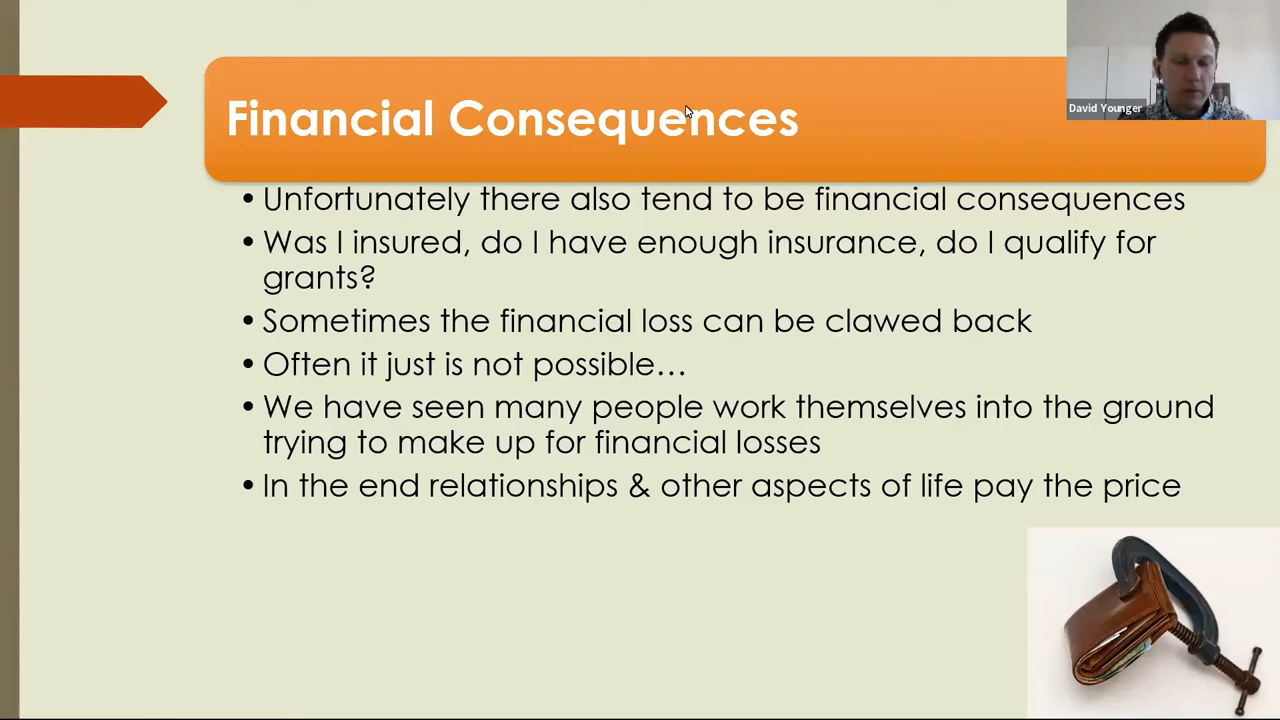 Financial Consequences
David Younger
• Unfortunately there also tend to be financial consequences
• Was I insured, do I have enough insurance, do I qualify for
grants?
• Sometimes the financial loss can be clawed back
• Often it just is not possible…
• We have seen many people work themselves into the ground
trying to make up for financial losses
• In the end relationships & other aspects of life pay the price